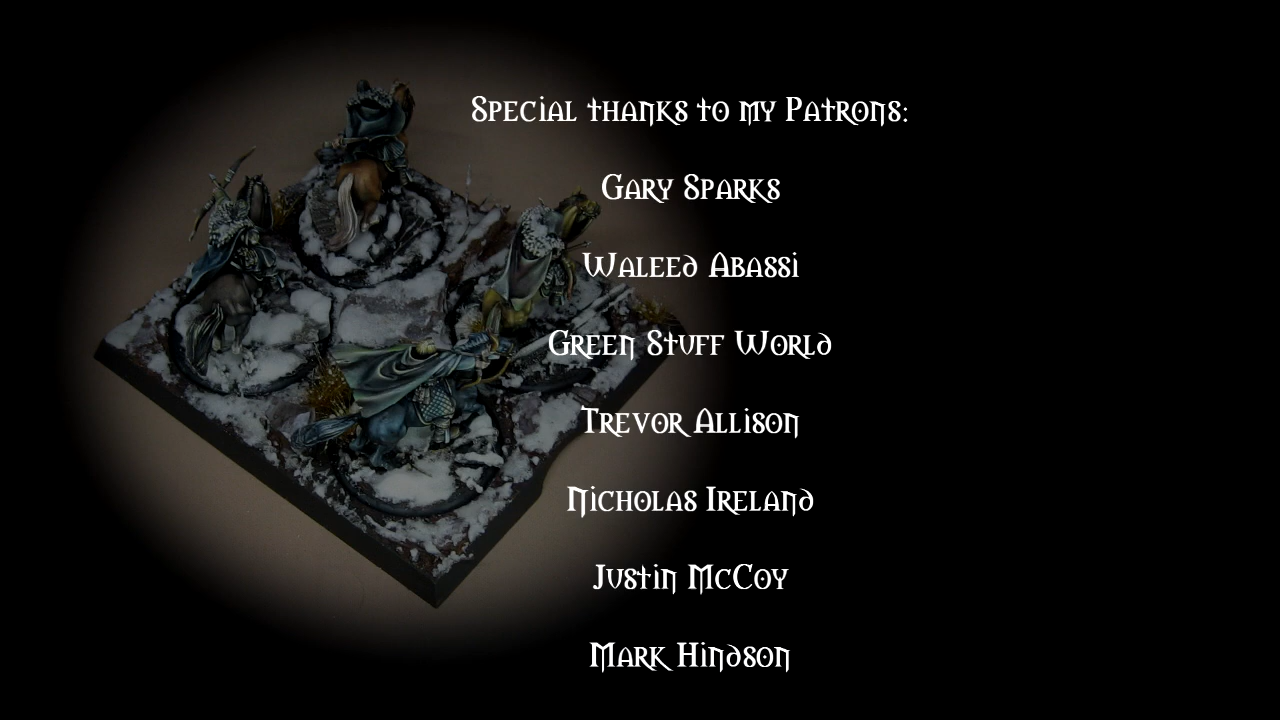 Special thanks to my Patrons:
Gary Sparks
Waleed Abassi
Green Stuff World
Trevor Allison
Nicholas Ireland
Justin McCoy
Mark Hindson